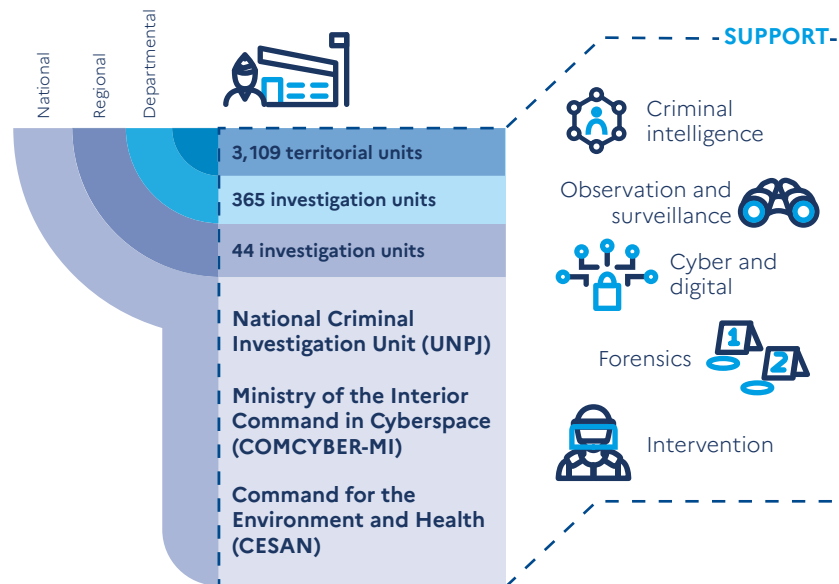 National
Regional
Departmental
3,109 territorial units
365 investigation units
44 investigation units
National Criminal
Investigation Unit (UNPJ)
Ministry of the Interior
Command in Cyberspace
(COMCYBER-MI)
Command for the
Environment and Health
(CESAN)
SUPPORT
Criminal
intelligence
Observation and
surveillance
Cyber and
digital
1
2
Forensics
Intervention